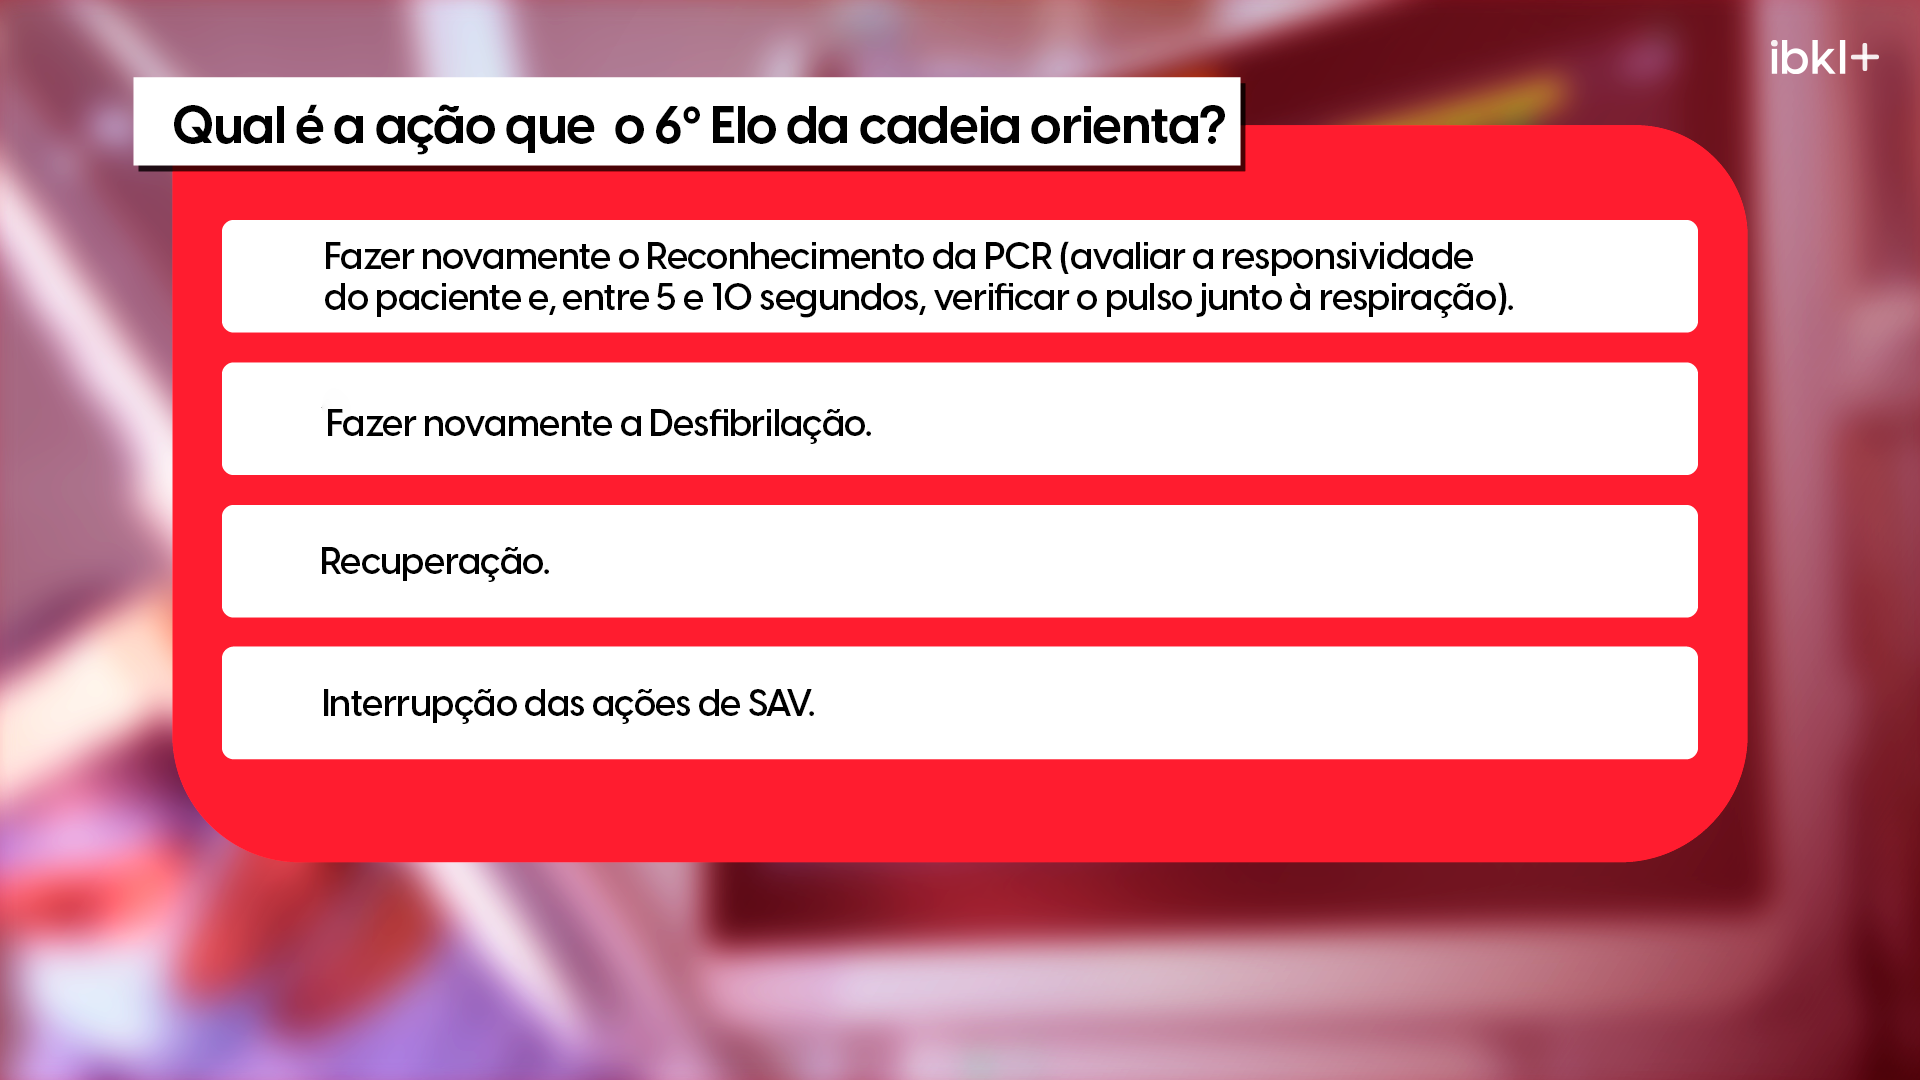 ibkl+
Qual é a ação que o 6º Elo da cadeia orienta?
Fazer novamente o Reconhecimento da PCR (avaliar a responsividade
do paciente e, entre 5 e 10 segundos, verificar o pulso junto à respiração).
Fazer novamente a Desfibrilação.
Recuperação.
Interrupção das ações de SAV.